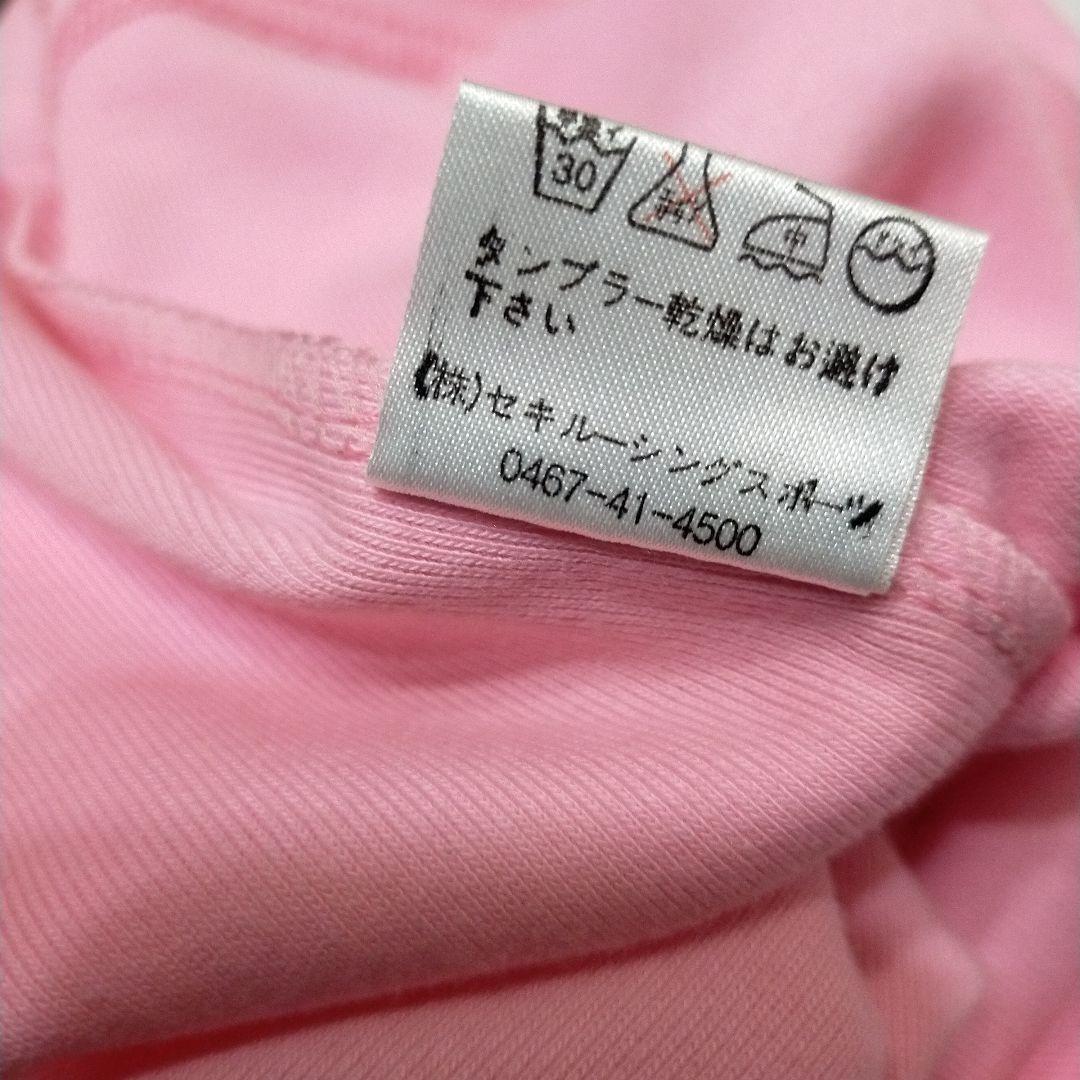 30
中
タンブラー乾燥はお避け
下さい
(株)セキルーシングスポーツ
0467-41-4500